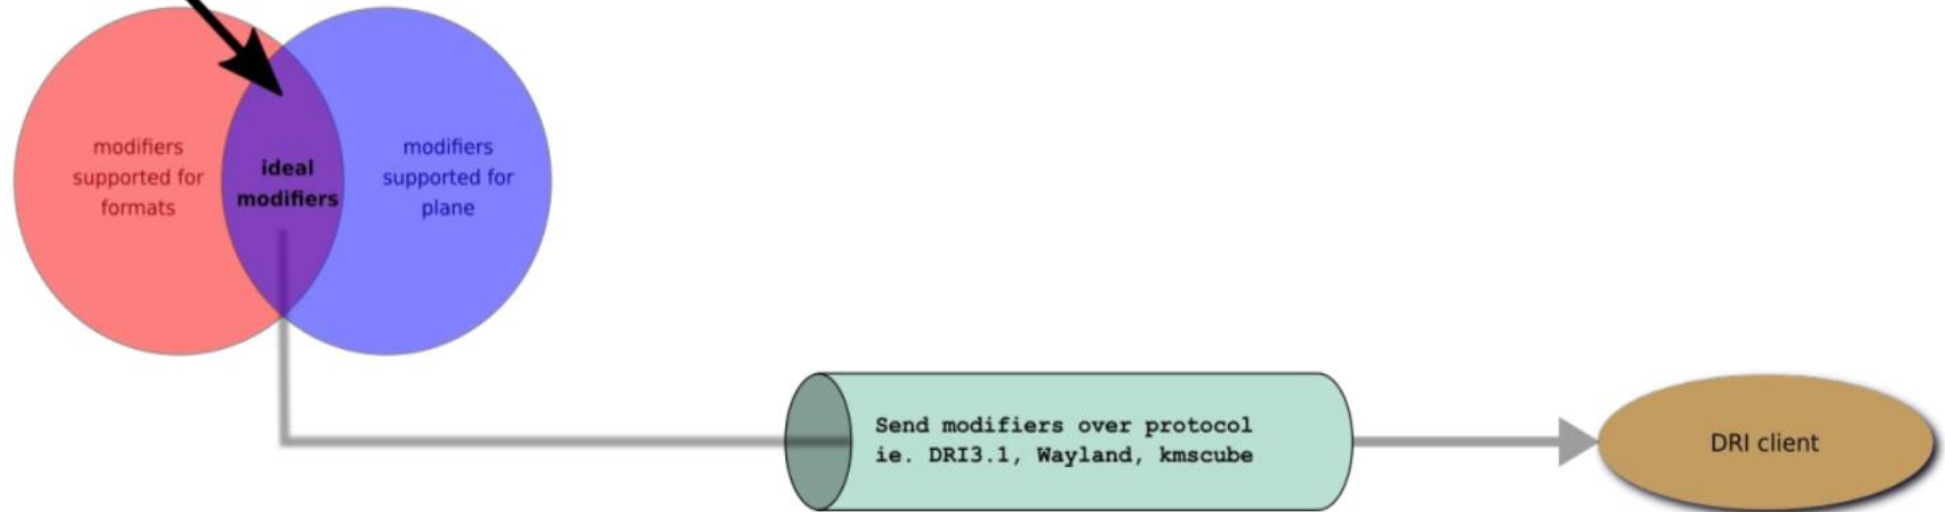 modifiers
supported for
formats
ideal
modifiers
modifiers
supported for
plane
Send modifiers over protocol
ie. DRI3.1, Wayland, kmscube
DRI client